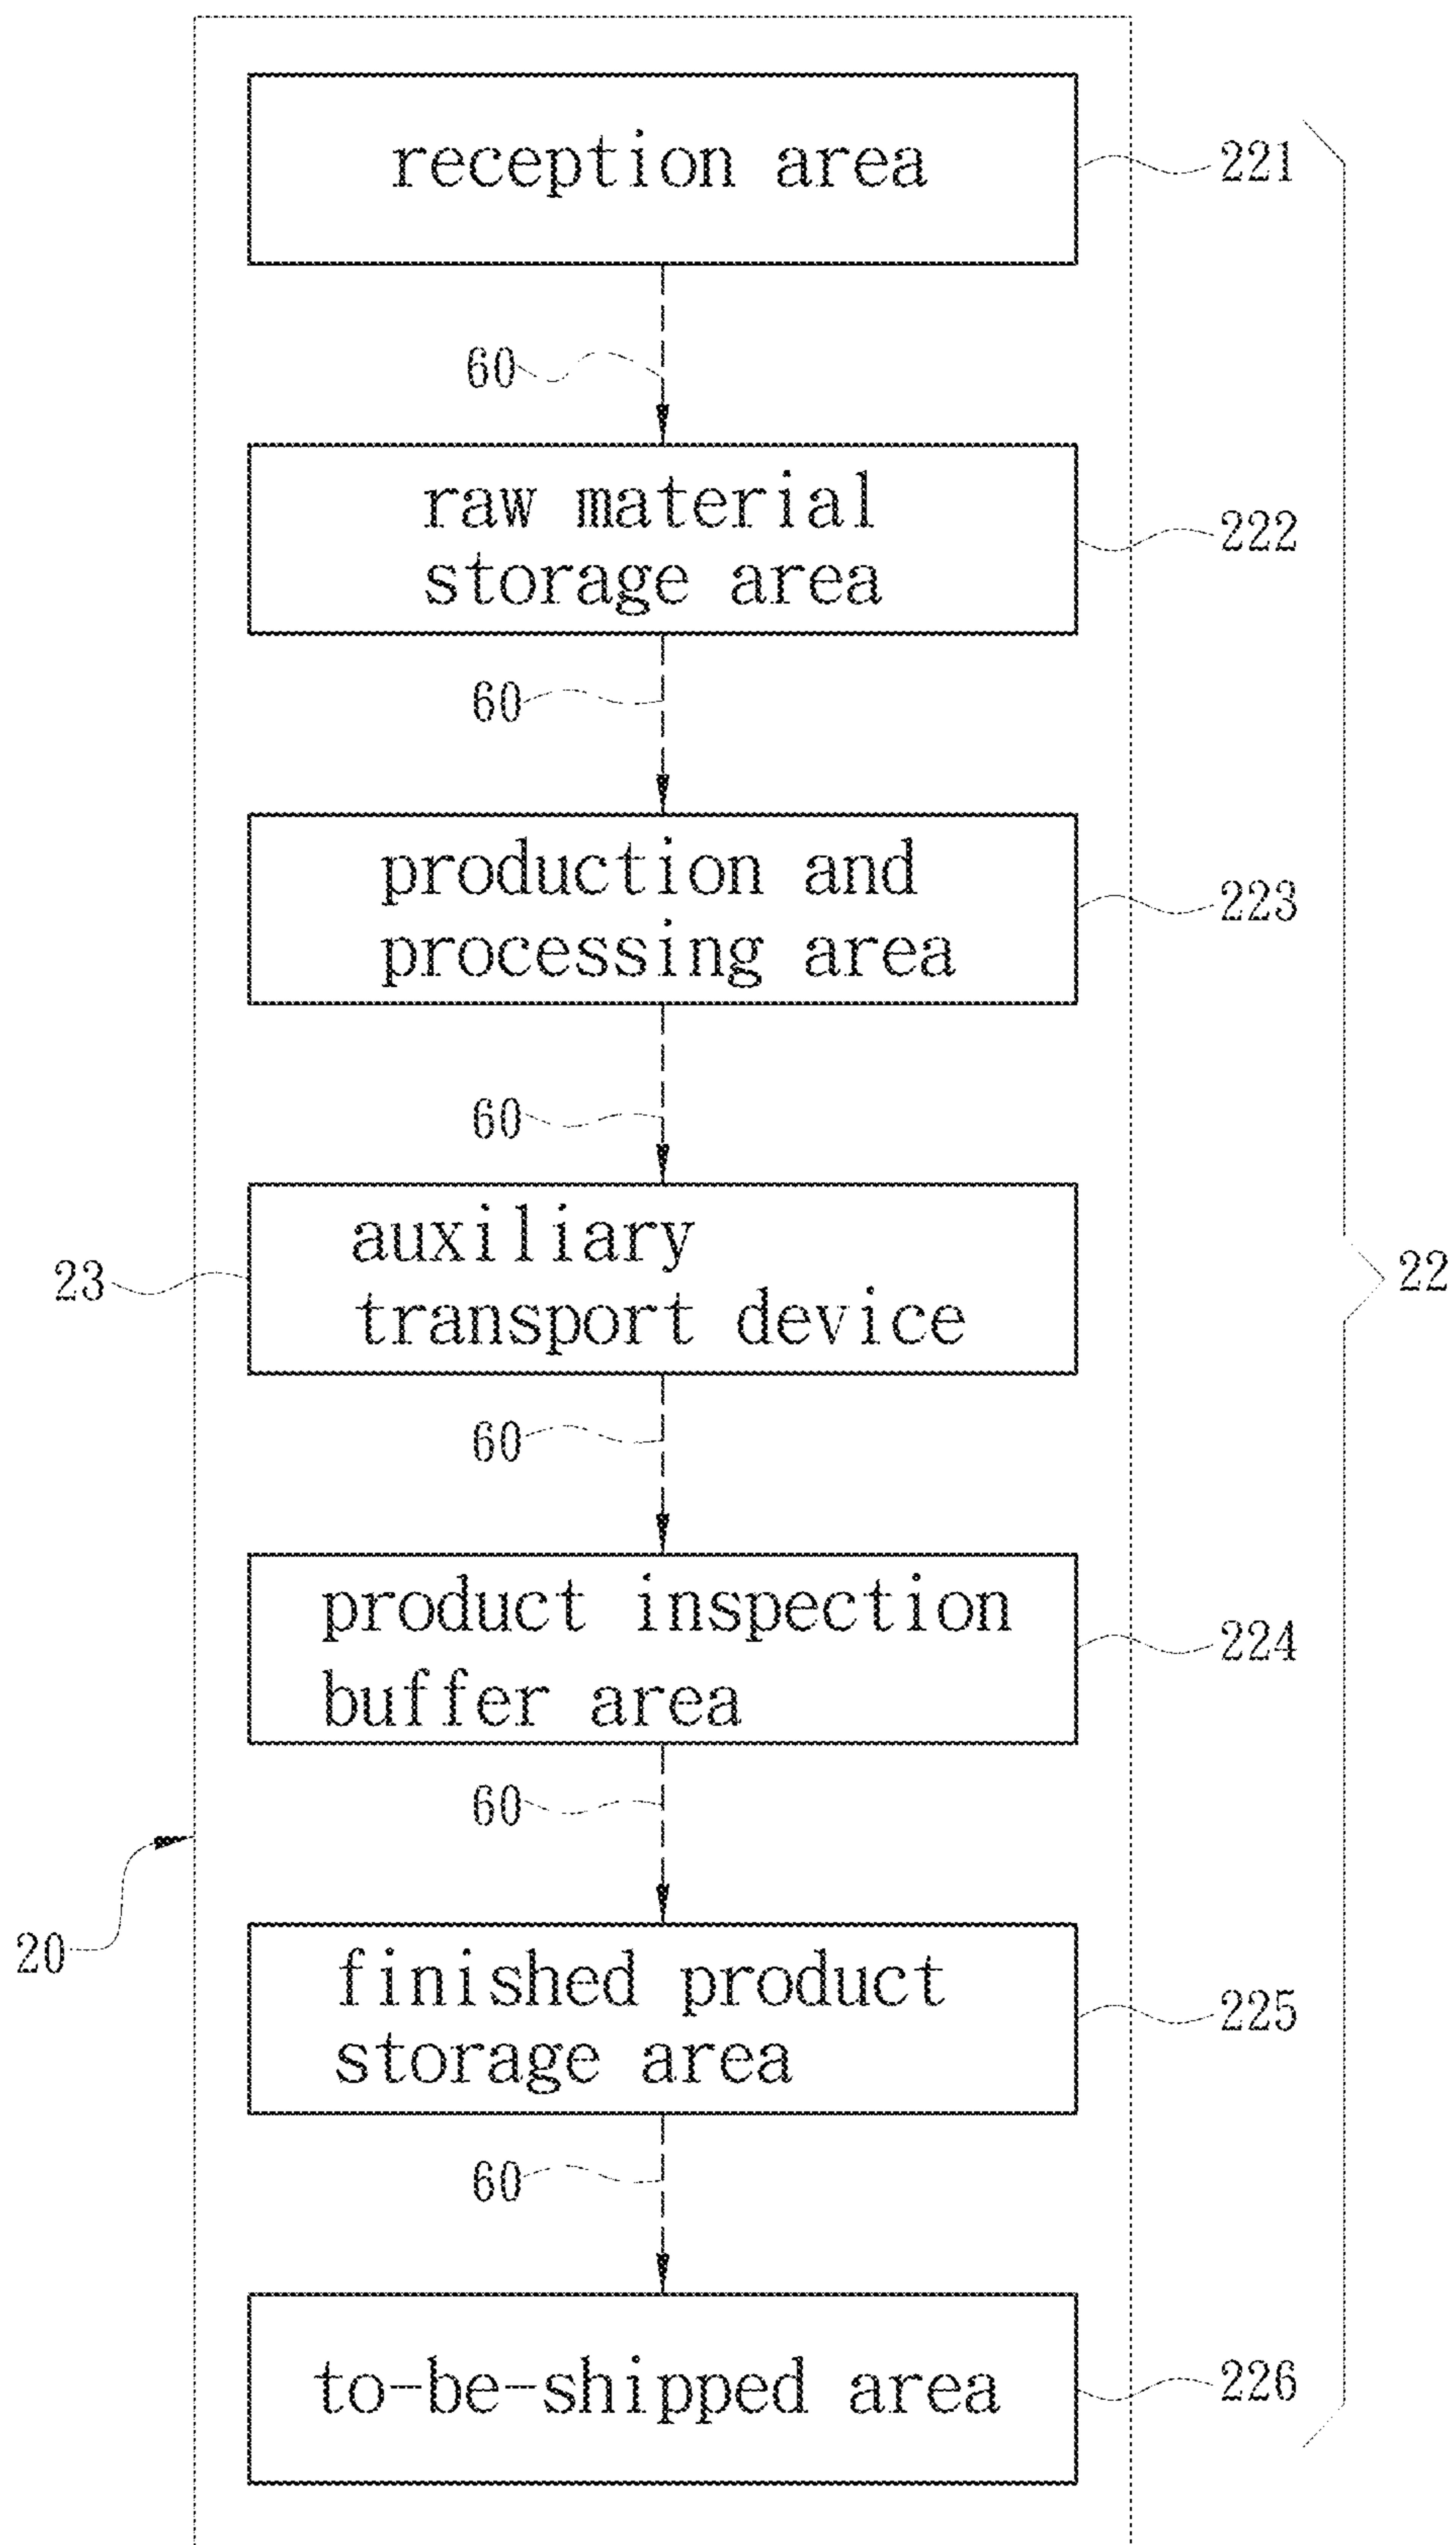 reception area
221
60
raw material
storage area
222
60
production and
processing area
223
60
auxiliary
transport device
23
22
60
product inspection
buffer area
224
60
20
finished product
storage area
225
60
to-be-shipped area
226